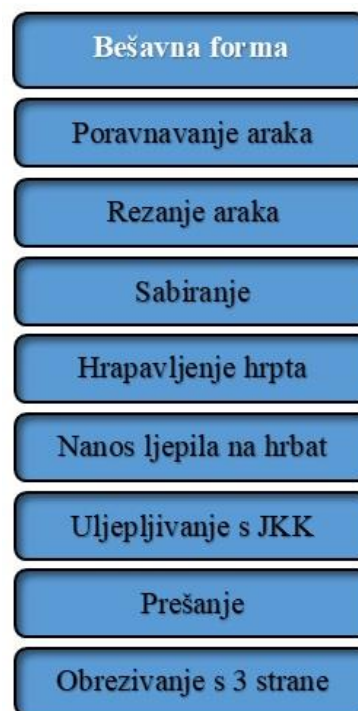 Bešavna forma
Poravnavanje araka
Rezanje araka
Sabiranje
Hrapavljenje hrpta
Nanos ljepila na hrbat
Uljepljivanje s JKK
Prešanje
Obrezivanje s 3 strane